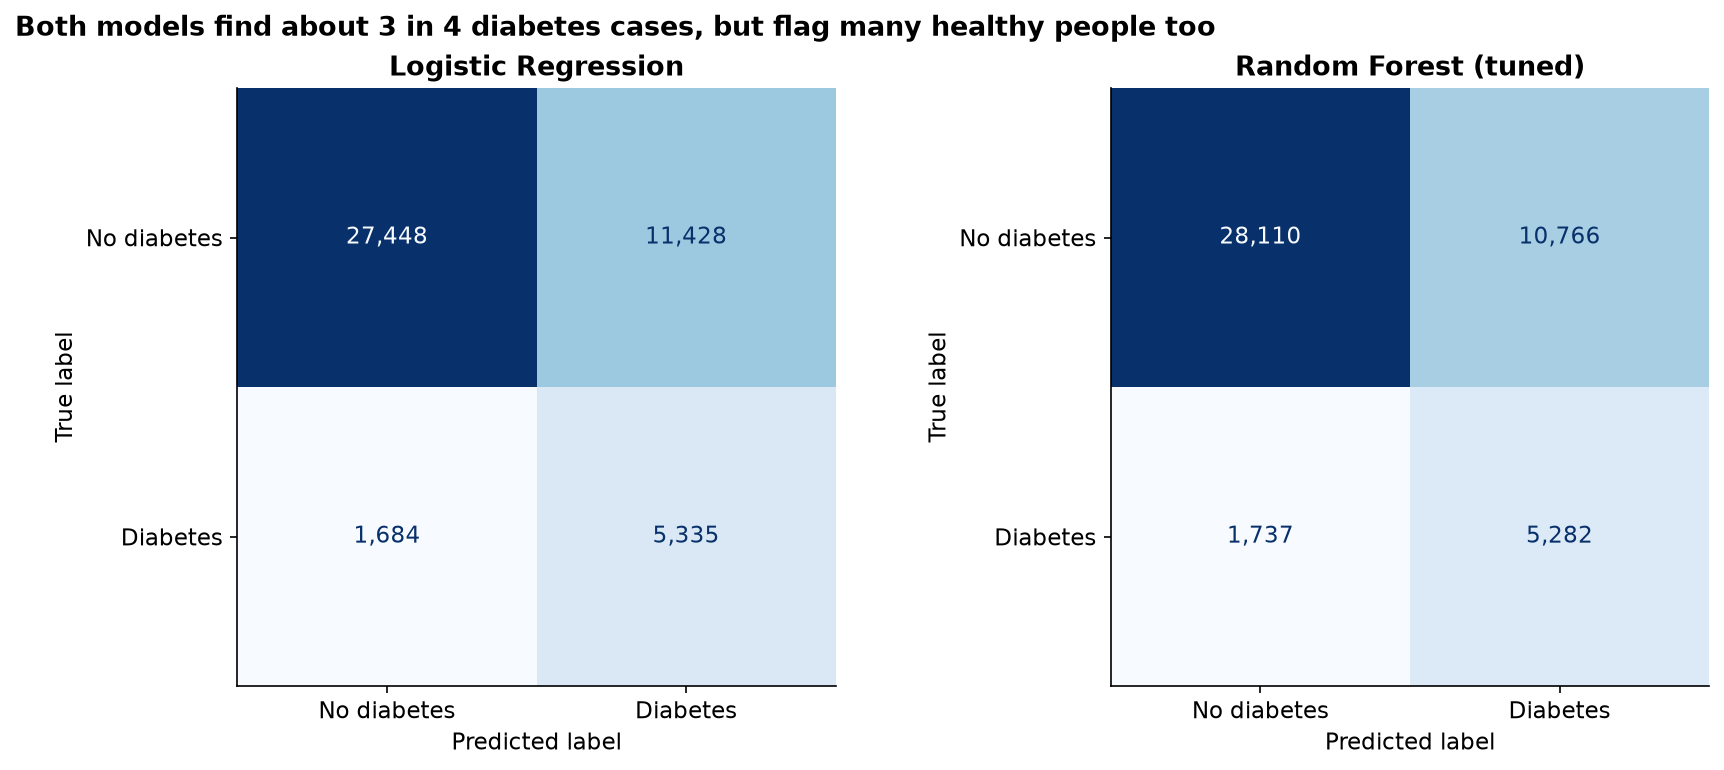 Both models find about 3 in 4 diabetes cases, but flag many healthy people too
Logistic Regression
True label
No diabetes
27,448
11,428
Diabetes
1,684
5,335
No diabetes
Diabetes
Predicted label
Random Forest (tuned)
True label
No diabetes
28,110
10,766
Diabetes
1,737
5,282
No diabetes
Diabetes
Predicted label